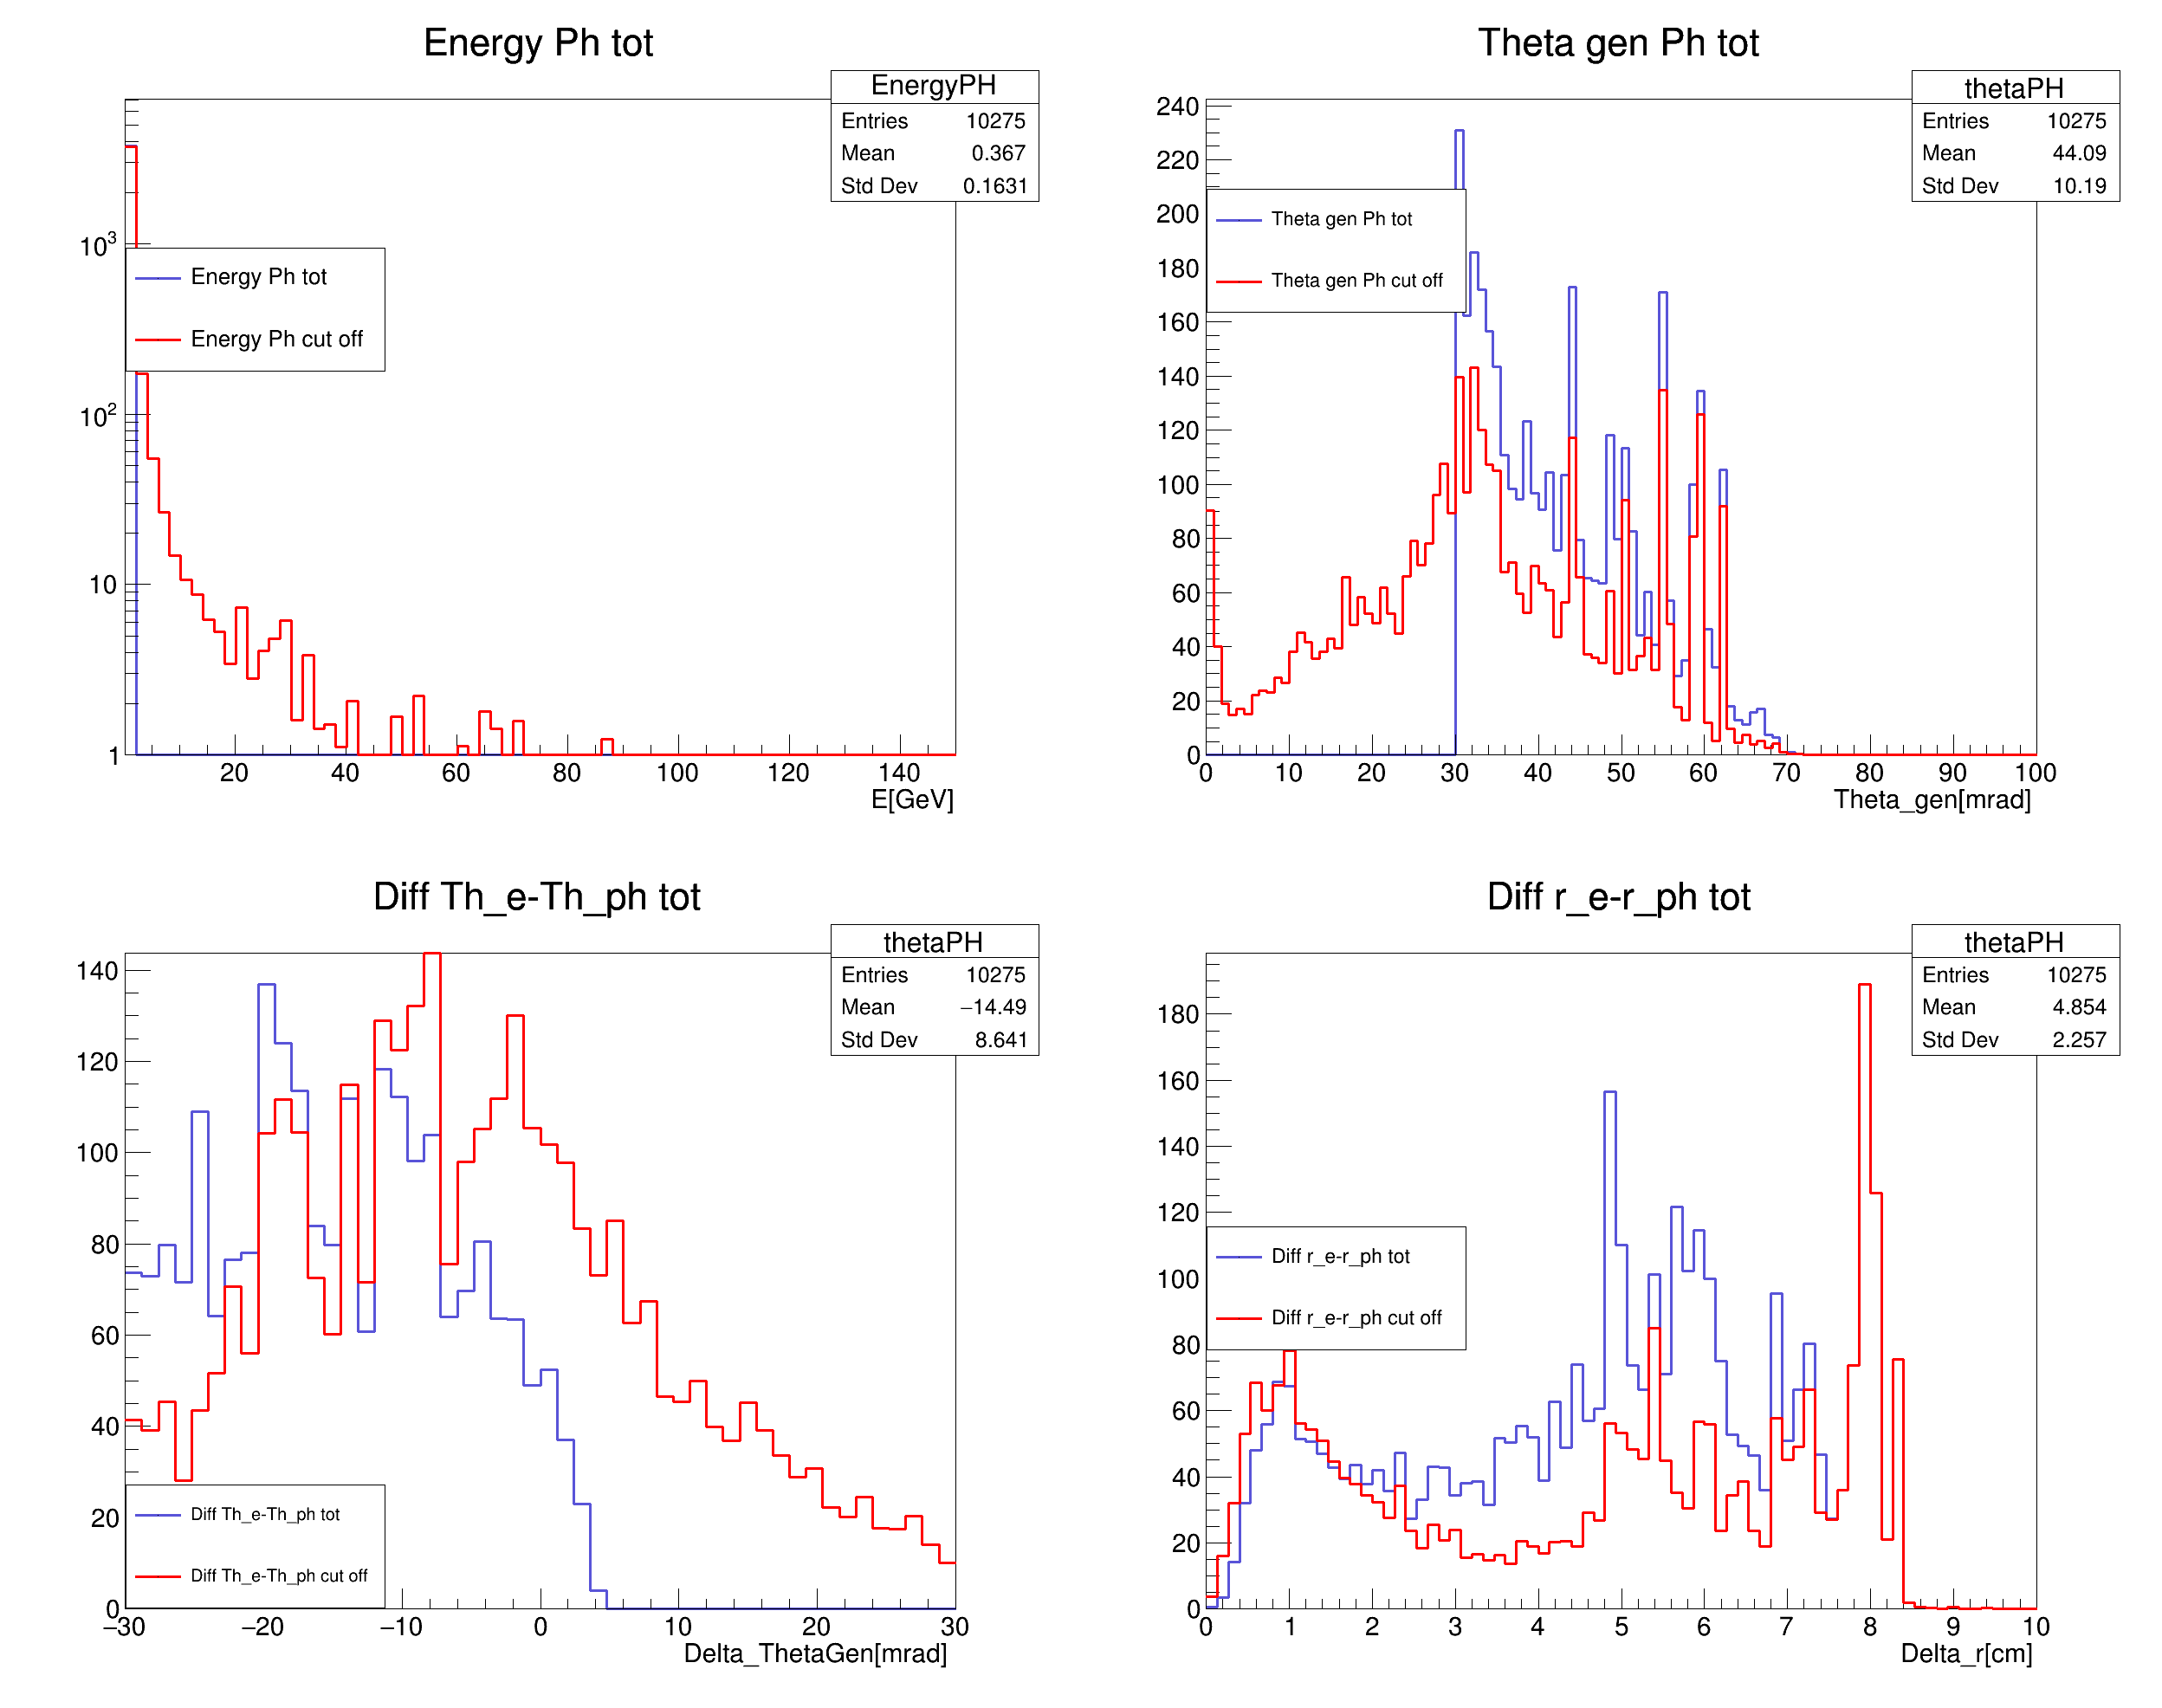 Energy Ph tot
EnergyPH
Entries 10275
Mean 0.367
Std Dev 0.1631
Energy Ph tot
Energy Ph cut off
10³
10²
10
1
20 40 60 80 100 120 140
E[GeV]
Theta gen Ph tot
thetaPH
Entries 10275
Mean 44.09
Std Dev 10.19
Theta gen Ph tot
Theta gen Ph cut off
240
220
200
180
160
140
120
100
80
60
40
20
0
0 10 20 30 40 50 60 70 80 90 100
Theta_gen[mrad]
Diff Th_e-Th_ph tot
thetaPH
Entries 10275
Mean −14.49
Std Dev 8.641
140
120
100
80
60
40
20
0
Diff Th_e-Th_ph tot
Diff Th_e-Th_ph cut off
−30 −20 −10 0 10 20 30
Delta_ThetaGen[mrad]
Diff r_e-r_ph tot
thetaPH
Entries 10275
Mean 4.854
Std Dev 2.257
180
160
140
120
100
80
60
40
20
0
Diff r_e-r_ph tot
Diff r_e-r_ph cut off
0 1 2 3 4 5 6 7 8 9 10
Delta_r[cm]